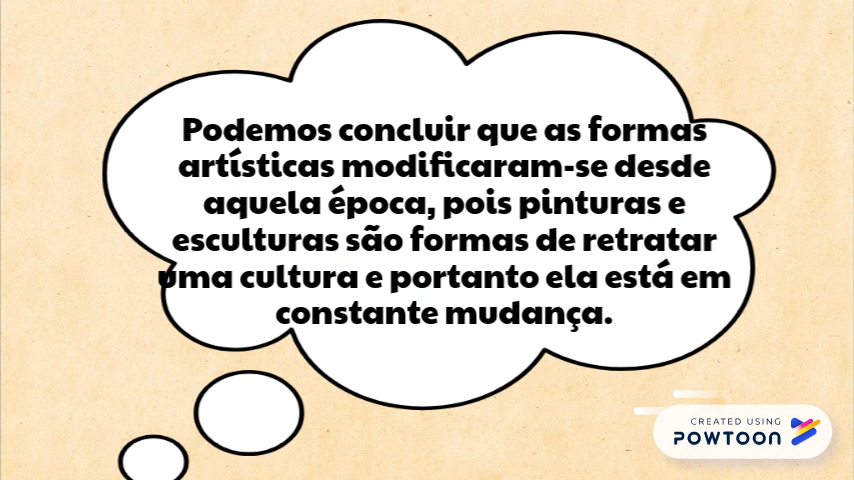 Podemos concluir que as formas
artísticas modificaram-se desde
aquela época, pois pinturas e
esculturas são formas de retratar
uma cultura e portanto ela está em
constante mudança.
CREATED USING
POWTOON